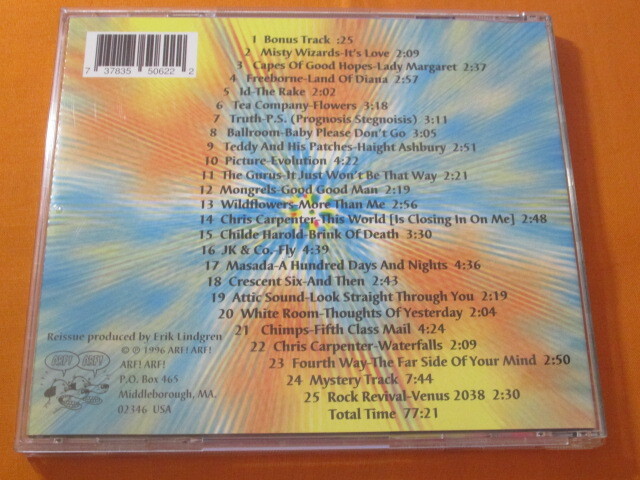 7 37835 50622 2
1 Bonus Track :25
2 Misty Wizards-It's Love 2:09
3 Capes Of Good Hopes-Lady Margaret 2:37
4 Freeborne-Land Of Diana 2:57
5 Id-The Rake 2:02
6 Tea Company-Flowers 3:18
7 Truth-P.S. (Prognosis Stegnoisis) 3:11
8 Ballroom-Baby Please Don't Go 3:05
9 Teddy And His Patches-Haight Ashbury 2:51
10 Picture-Evolution 4:22
11 The Gurus-It Just Won't Be That Way 2:21
12 Mongrels-Good Good Man 2:19
13 Wildflowers-More Than Me 2:56
14 Chris Carpenter-This World [Is Closing in On Me] 2:48
15 Childe Harold-Brink Of Death 3:30
16 JK & Co.-Fly 4:39
17 Masada-A Hundred Days And Nights 4:36
18 Crescent Six-And Then 2:43
19 Attic Sound-Look Straight Through You 2:19
20 White Room-Thoughts Of Yesterday 2:04
21 Chimps-Fifth Class Mail 4:24
22 Chris Carpenter-Waterfalls 2:09
23 Fourth Way-The Far Side Of Your Mind 2:50
24 Mystery Track 7:44
25 Rock Revival-Venus 2038 2:30
Total Time 77:21
Reissue produced by Erik Lindgren
© ℗ 1996 ARF! ARF!
ARF! ARF!
P.O. Box 465
Middleborough, MA.
02346 USA
ARF! ARF!